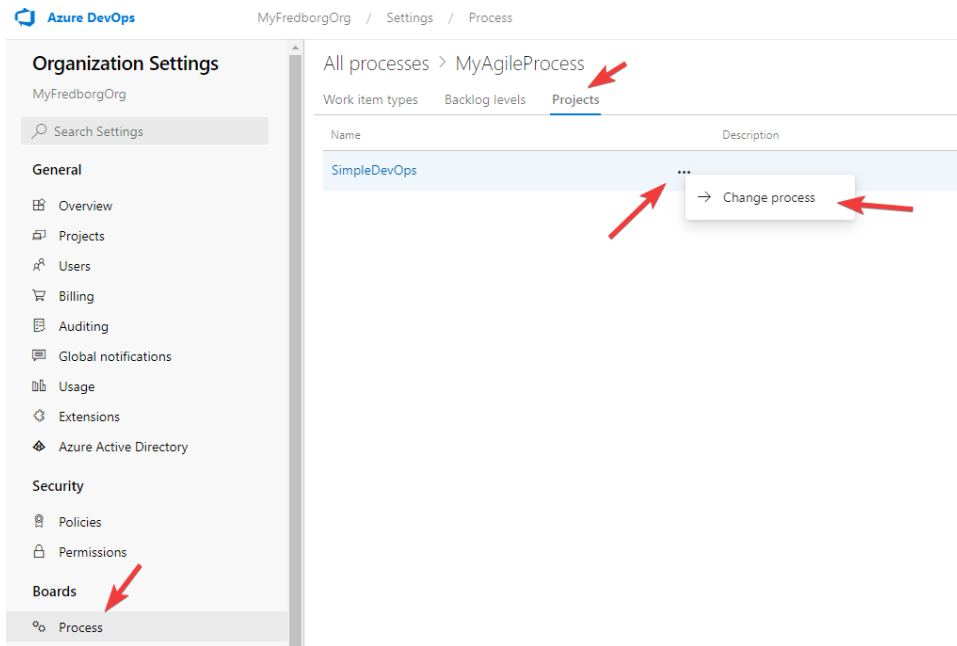 Azure DevOps
MyFredborgOrg / Settings / Process
Organization Settings
MyFredborgOrg
Search Settings
General
Overview
Projects
Users
Billing
Auditing
Global notifications
Usage
Extensions
Azure Active Directory
Security
Policies
Permissions
Boards
Process
All processes > MyAgileProcess
Work item types Backlog levels Projects
Name Description
SimpleDevOps ...
→ Change process